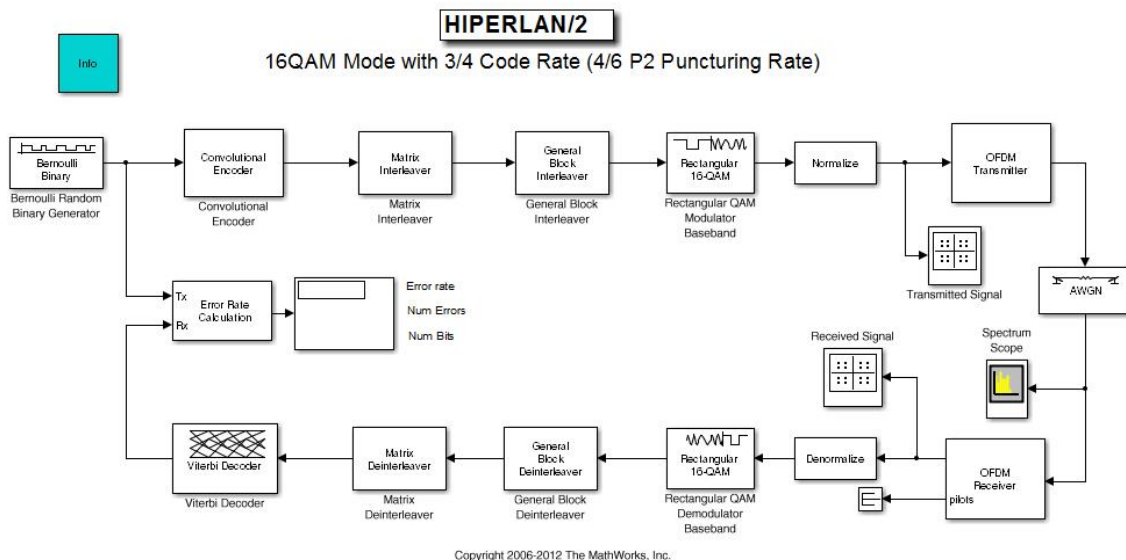 HIPERLAN/2
16QAM Mode with 3/4 Code Rate (4/6 P2 Puncturing Rate)
Info
Bernoulli
Binary
Bernoulli Random
Binary Generator
Convolutional
Encoder
Convolutional
Encoder
Matrix
Interleaver
Matrix
Interleaver
General
Block
Interleaver
General Block
Interleaver
Rectangular
16-QAM
Rectangular QAM
Modulator
Baseband
Normalize
OFDM
Transmitter
Transmitted Signal
AWGN
Tx
Rx
Error Rate
Calculation
Error rate
Num Errors
Num Bits
Received Signal
Spectrum
Scope
Viterbi Decoder
Viterbi Decoder
Matrix
Deinterleaver
Matrix
Deinterleaver
General
Block
Deinterleaver
General Block
Deinterleaver
Rectangular
16-QAM
Rectangular QAM
Demodulator
Baseband
Denormalize
OFDM
Receiver
pilots
Copyright 2006-2012 The MathWorks, Inc.